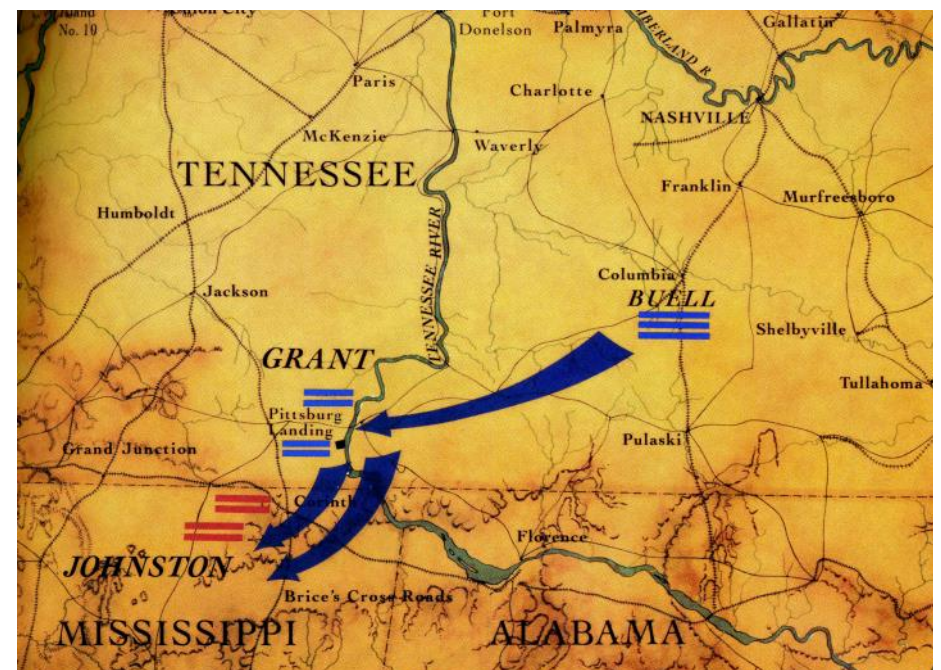 Island
No. 10
Union City
Fort
Donelson
Palmyra
CUMBERLAND R
Gallatin
Paris
Charlotte
NASHVILLE
McKenzie
Waverly
TENNESSEE
Franklin
Murfreesboro
Humboldt
TENNESSEE RIVER
Columbia
BUELL
Jackson
Shelbyville
GRANT
Tullahoma
Pittsburg
Landing
Pulaski
Grand Junction
Corinth
Florence
JOHNSTON
Brice's Cross Roads
MISSISSIPPI
ALABAMA